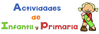 Actividades
de
Infantil y Primaria